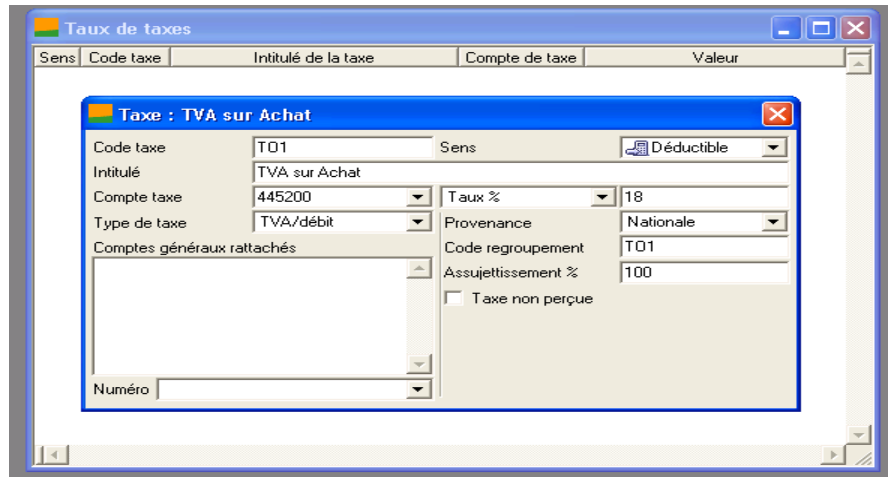 Taux de taxes
Sens Code taxe Intitulé de la taxe Compte de taxe Valeur
Taxe : TVA sur Achat
Code taxe TO1 Sens Déductible
Intitulé TVA sur Achat
Compte taxe 445200 Taux % 18
Type de taxe TVA/débit Provenance Nationale
Comptes généraux rattachés Code regroupement TO1
Assujettissement % 100
Taxe non perçue
Numéro